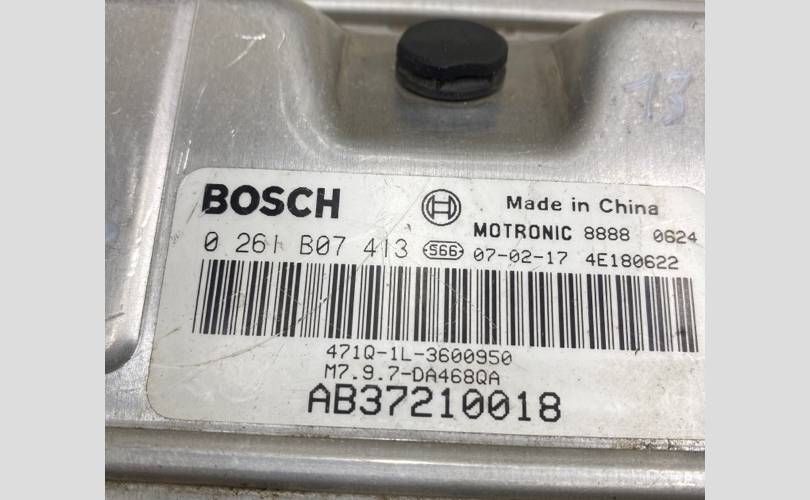 13
BOSCH Made in China
MOTRONIC 8888 0624
0 261 B07 413 S66 07-02-17 4E180622
471Q-1L-3600950
M7.9.7-DA468QA
AB37210018